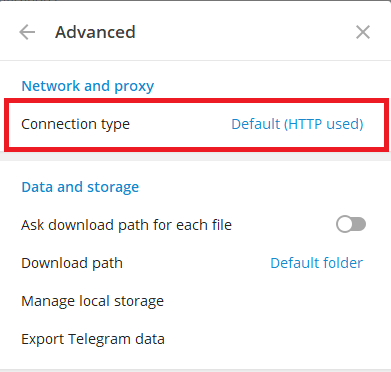 Advanced
Network and proxy
Connection type Default (HTTP used)
Data and storage
Ask download path for each file
Download path Default folder
Manage local storage
Export Telegram data